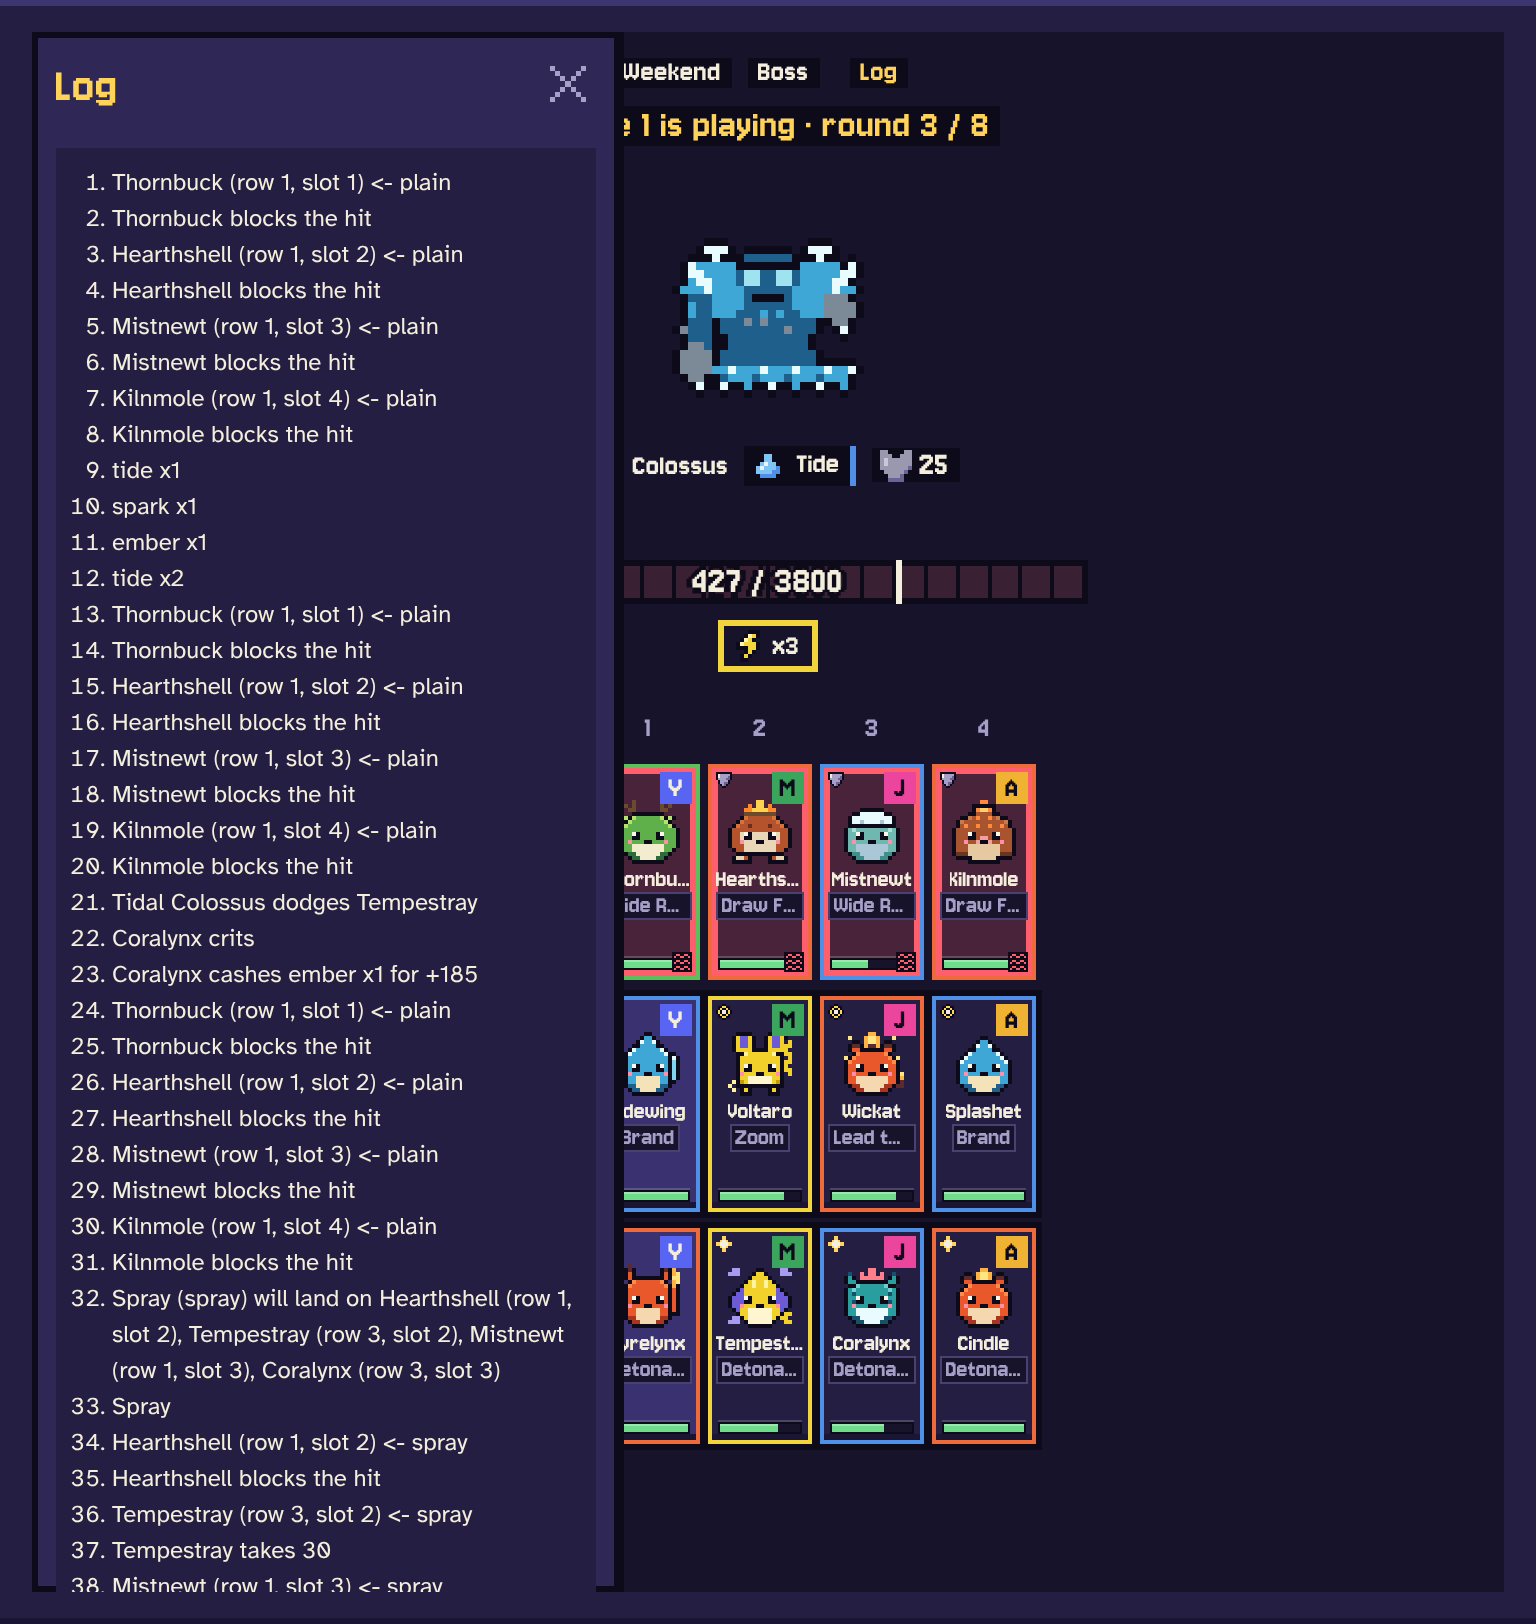 Log
1. Thornbuck (row 1, slot 1) <- plain
2. Thornbuck blocks the hit
3. Hearthshell (row 1, slot 2) <- plain
4. Hearthshell blocks the hit
5. Mistnewt (row 1, slot 3) <- plain
6. Mistnewt blocks the hit
7. Kilnmole (row 1, slot 4) <- plain
8. Kilnmole blocks the hit
9. tide x1
10. spark x1
11. ember x1
12. tide x2
13. Thornbuck (row 1, slot 1) <- plain
14. Thornbuck blocks the hit
15. Hearthshell (row 1, slot 2) <- plain
16. Hearthshell blocks the hit
17. Mistnewt (row 1, slot 3) <- plain
18. Mistnewt blocks the hit
19. Kilnmole (row 1, slot 4) <- plain
20. Kilnmole blocks the hit
21. Tidal Colossus dodges Tempestray
22. Coralynx crits
23. Coralynx cashes ember x1 for +185
24. Thornbuck (row 1, slot 1) <- plain
25. Thornbuck blocks the hit
26. Hearthshell (row 1, slot 2) <- plain
27. Hearthshell blocks the hit
28. Mistnewt (row 1, slot 3) <- plain
29. Mistnewt blocks the hit
30. Kilnmole (row 1, slot 4) <- plain
31. Kilnmole blocks the hit
32. Spray (spray) will land on Hearthshell (row 1,
slot 2), Tempestray (row 3, slot 2), Mistnewt
(row 1, slot 3), Coralynx (row 3, slot 3)
33. Spray
34. Hearthshell (row 1, slot 2) <- spray
35. Hearthshell blocks the hit
36. Tempestray (row 3, slot 2) <- spray
37. Tempestray takes 30
38. Mistnewt (row 1, slot 3) <- spray
Weekend Boss Log
e 1 is playing · round 3 / 8
Colossus Tide 25
427 / 3800
x3
1 2 3 4
Y M J A
ornbu... Hearths... Mistnewt Kilnmole
ide R... Draw F... Wide R... Draw F...
Y M J A
dewing Voltaro Wickat Splashet
Brand Zoom Lead t... Brand
Y M J A
yrelynx Tempest... Coralynx Cindle
etona... Detona... Detona... Detona...